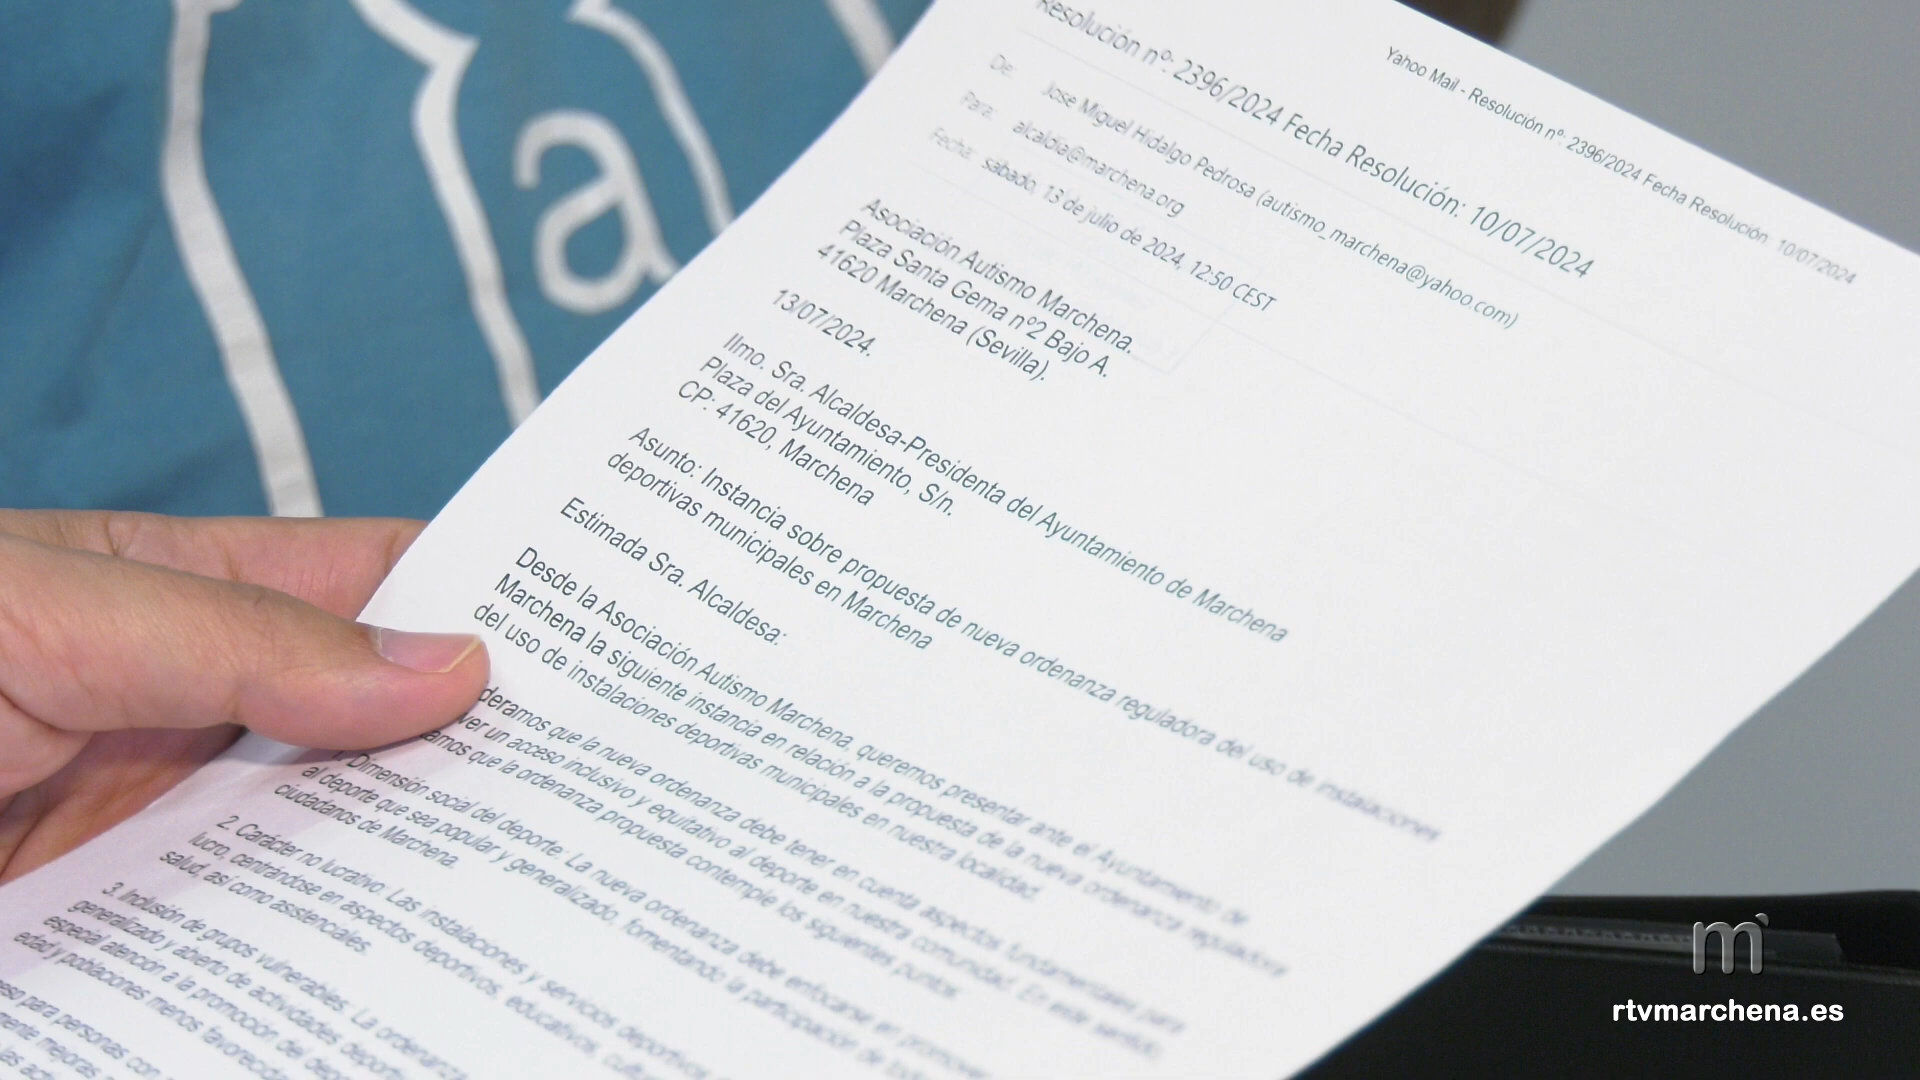 Yahoo Mail - Resolución nº: 2396/2024 Fecha Resolución: 10/07/2024
Resolución nº: 2396/2024 Fecha Resolución: 10/07/2024
De: Jose Miguel Hidalgo Pedrosa (autismo_marchena@yahoo.com)
Para: alcaldia@marchena.org
Fecha: sábado, 13 de julio de 2024, 12:50 CEST
Asociación Autismo Marchena.
Plaza Santa Gema nº2 Bajo A.
41620 Marchena (Sevilla).
13/07/2024.
Ilmo. Sra. Alcaldesa-Presidenta del Ayuntamiento de Marchena
Plaza del Ayuntamiento, S/n.
CP: 41620, Marchena
Asunto: Instancia sobre propuesta de nueva ordenanza reguladora del uso de instalaciones
deportivas municipales en Marchena
Estimada Sra. Alcaldesa:
Desde la Asociación Autismo Marchena, queremos presentar ante el Ayuntamiento de
Marchena la siguiente instancia en relación a la propuesta de la nueva ordenanza reguladora
del uso de instalaciones deportivas municipales en nuestra localidad.
deramos que la nueva ordenanza debe tener en cuenta aspectos fundamentales para
ver un acceso inclusivo y equitativo al deporte en nuestra comunidad. En este sentido,
tamos que la ordenanza propuesta contemple los siguientes puntos:
1. Dimensión social del deporte: La nueva ordenanza debe enfocarse en promover
al deporte que sea popular y generalizado, fomentando la participación de todos
ciudadanos de Marchena.
2. Carácter no lucrativo: Las instalaciones y servicios deportivos
lucro, centrándose en aspectos deportivos, educativos,
salud, así como asistenciales.
3. Inclusión de grupos vulnerables: La ordenanza
generalizado y abierto de actividades
especial atención a la promoción del
edad y poblaciones menos
para personas con
mejoras
a
m
rtvmarchena.es